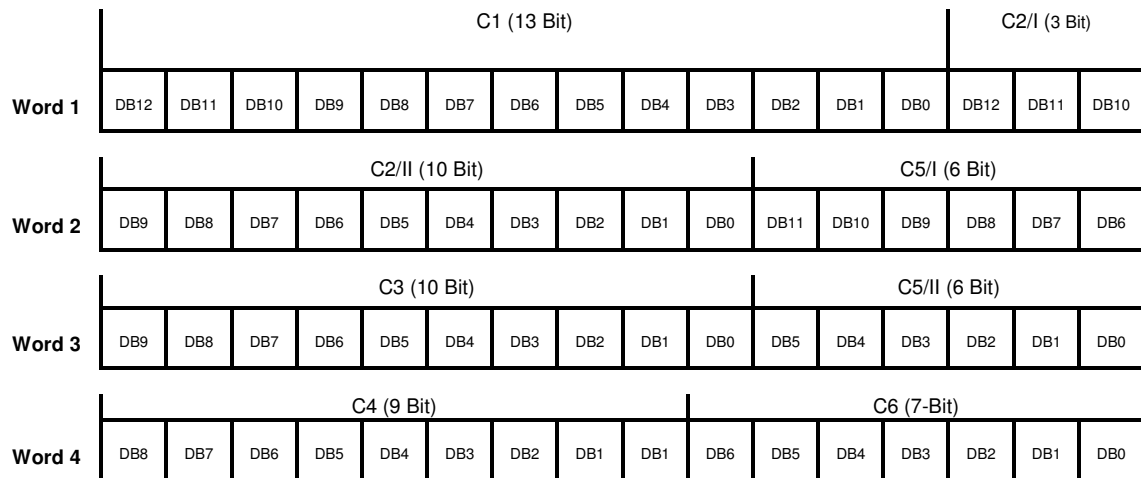 C1 (13 Bit) C2/I (3 Bit)
Word 1 DB12 DB11 DB10 DB9 DB8 DB7 DB6 DB5 DB4 DB3 DB2 DB1 DB0 DB12 DB11 DB10
C2/II (10 Bit) C5/I (6 Bit)
Word 2 DB9 DB8 DB7 DB6 DB5 DB4 DB3 DB2 DB1 DB0 DB11 DB10 DB9 DB8 DB7 DB6
C3 (10 Bit) C5/II (6 Bit)
Word 3 DB9 DB8 DB7 DB6 DB5 DB4 DB3 DB2 DB1 DB0 DB5 DB4 DB3 DB2 DB1 DB0
C4 (9 Bit) C6 (7-Bit)
Word 4 DB8 DB7 DB6 DB5 DB4 DB3 DB2 DB1 DB1 DB6 DB5 DB4 DB3 DB2 DB1 DB0